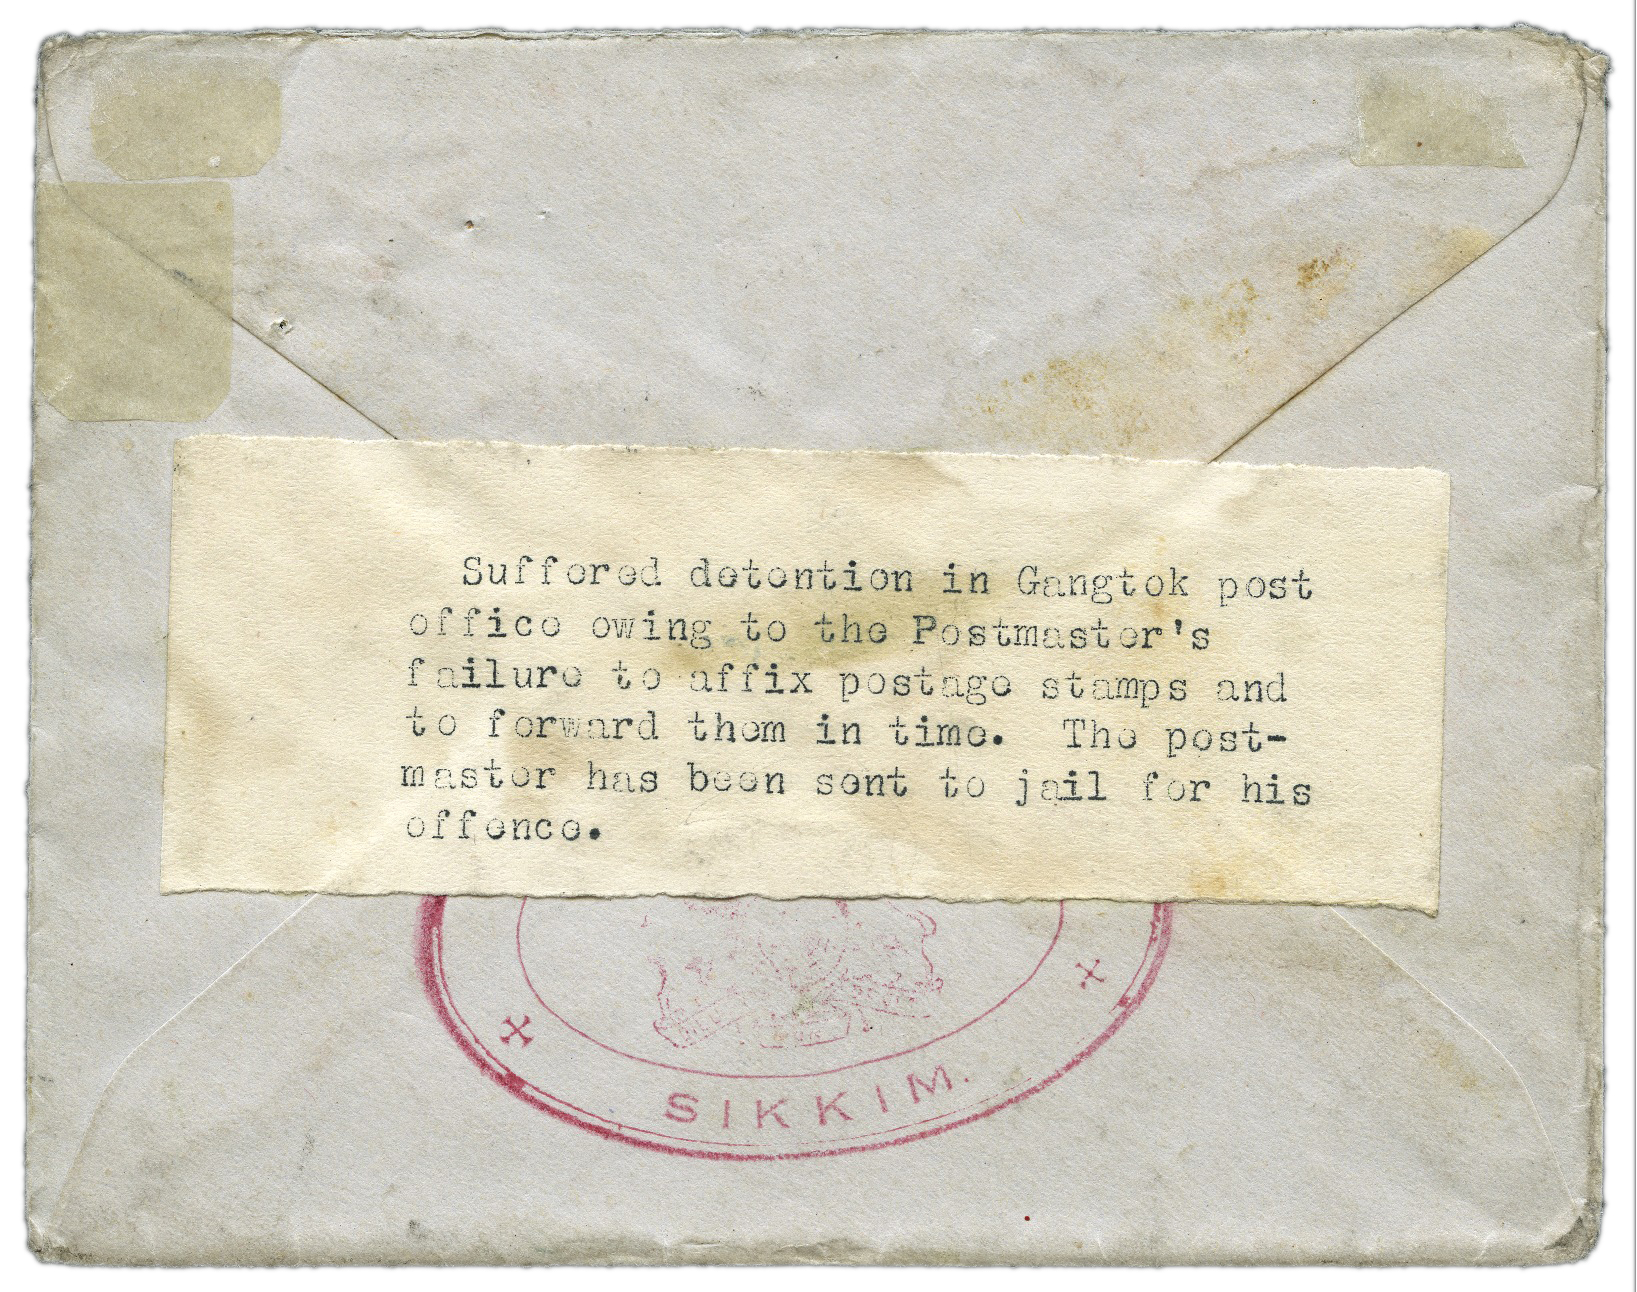 Suffered detention in Gangtok post
office owing to the Postmaster's
failure to affix postage stamps and
to forward them in time. The post-
master has been sent to jail for his
offence.
SIKKIM.